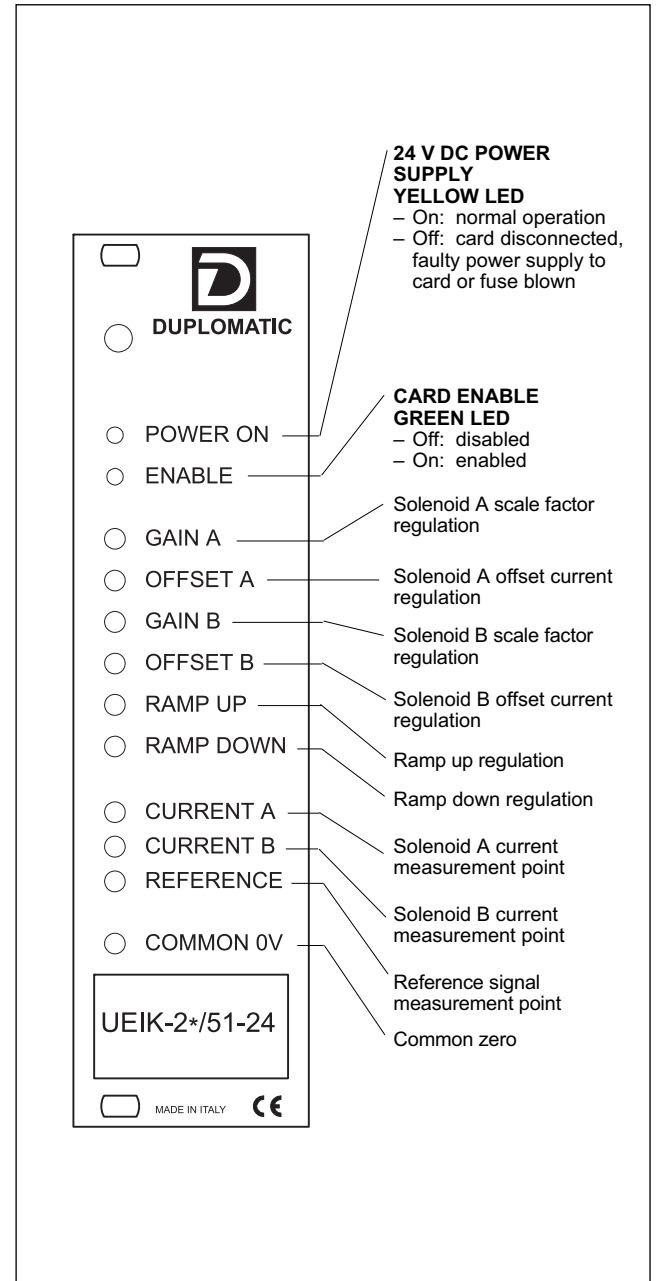 24 V DC POWER
SUPPLY
YELLOW LED
– On: normal operation
– Off: card disconnected,
faulty power supply to
card or fuse blown
D
DUPLOMATIC
CARD ENABLE
GREEN LED
– Off: disabled
– On: enabled
POWER ON
ENABLE
Solenoid A scale factor
regulation
GAIN A
Solenoid A offset current
regulation
OFFSET A
Solenoid B scale factor
regulation
GAIN B
Solenoid B offset current
regulation
OFFSET B
RAMP UP
Ramp up regulation
RAMP DOWN
Ramp down regulation
CURRENT A
Solenoid A current
measurement point
CURRENT B
REFERENCE
Solenoid B current
measurement point
COMMON 0V
Reference signal
measurement point
UEIK-2*/51-24
Common zero
MADE IN ITALY CE